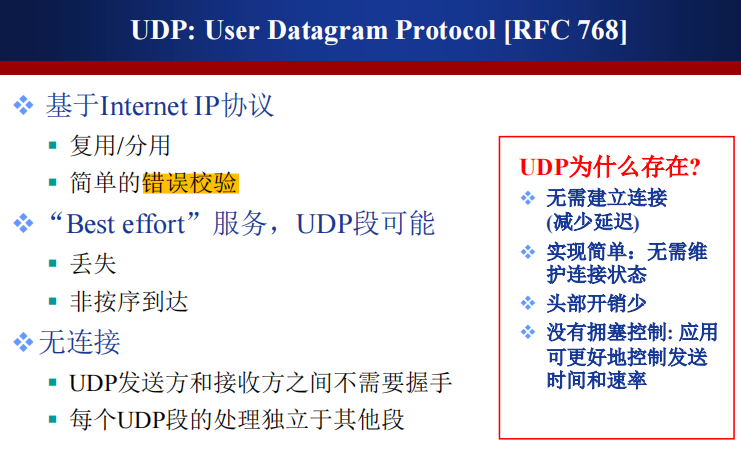 UDP: User Datagram Protocol [RFC 768]
基于Internet IP协议
复用/分用
简单的错误校验
“Best effort”服务，UDP段可能
丢失
非按序到达
无连接
UDP发送方和接收方之间不需要握手
每个UDP段的处理独立于其他段
UDP为什么存在?
无需建立连接
(减少延迟)
实现简单：无需维
护连接状态
头部开销少
没有拥塞控制: 应用
可更好地控制发送
时间和速率